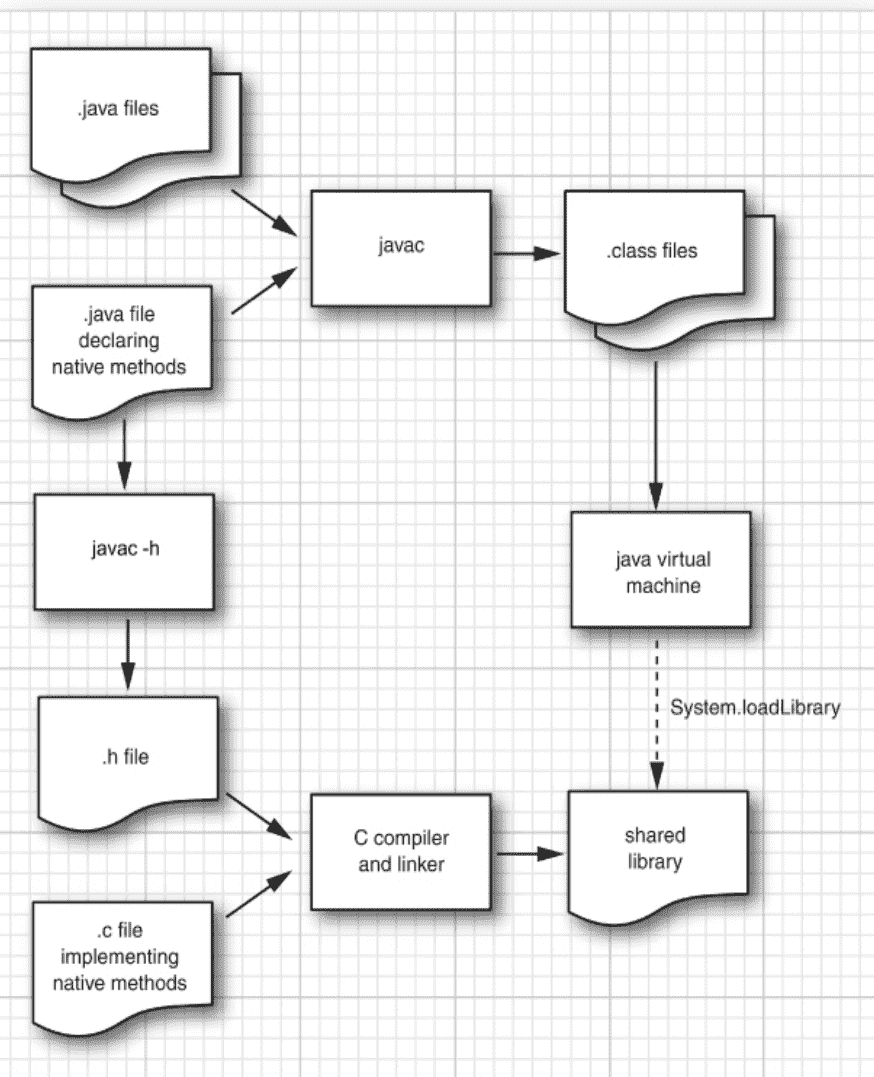 .java files
javac
.class files
.java file
declaring
native methods
javac -h
java virtual
machine
System.loadLibrary
.h file
C compiler
and linker
shared
library
.c file
implementing
native methods